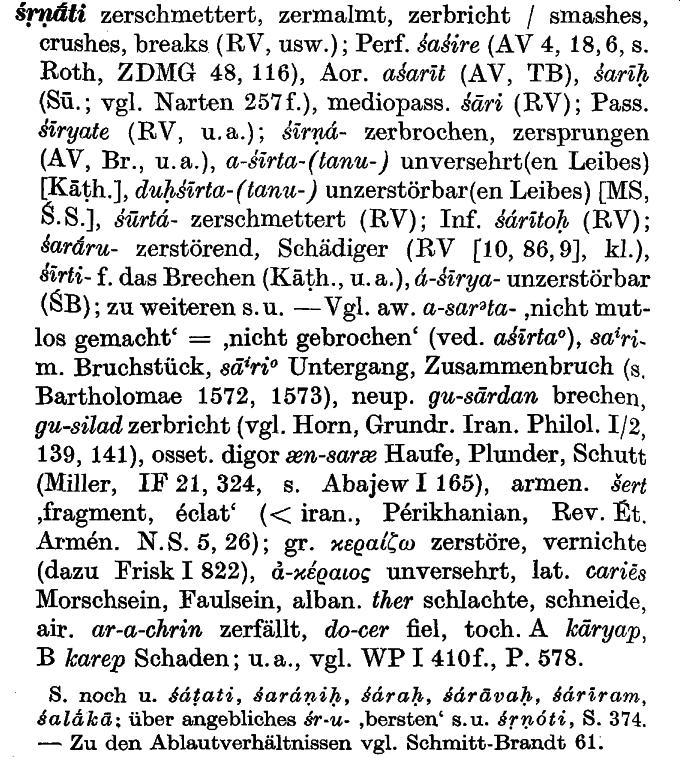 śṛṇā́ti zerschmettert, zermalmt, zerbricht / smashes,
crushes, breaks (RV, usw.); Perf. śaśire (AV 4, 18, 6, s.
Roth, ZDMG 48, 116), Aor. aśarīt (AV, TB), śarīḥ
(Sū.; vgl. Narten 257f.), mediopass. śāri (RV); Pass.
śīryate (RV, u.a.); śīrṇá- zerbrochen, zersprungen
(AV, Br., u.a.), a-śīrta-(tanu-) unversehrt(en Leibes)
[Kāṭh.], duḥśīrta-(tanu-) unzerstörbar(en Leibes) [MS,
Ś.S.], śūrtá- zerschmettert (RV); Inf. śárītoḥ (RV);
śarā́ru- zerstörend, Schädiger (RV [10, 86, 9], kl.),
śīrti- f. das Brechen (Kāṭh., u.a.), á-śīrya- unzerstörbar
(ŚB); zu weiteren s.u. — Vgl. aw. a-sarᵊta- ‚nicht mut-
los gemacht‘ = ‚nicht gebrochen‘ (ved. aśīrta⁰), saⁱri-
m. Bruchstück, sāⁱri⁰ Untergang, Zusammenbruch (s.
Bartholomae 1572, 1573), neup. gu-sārdan brechen,
gu-silad zerbricht (vgl. Horn, Grundr. Iran. Philol. I/2,
139, 141), osset. digor æn-saræ Haufe, Plunder, Schutt
(Miller, IF 21, 324, s. Abajew I 165), armen. šert
‚fragment, éclat‘ (< iran., Périkhanian, Rev. Ét.
Armén. N.S. 5, 26); gr. κεραΐζω zerstöre, vernichte
(dazu Frisk I 822), ἀ-κέραιος unversehrt, lat. cariēs
Morschsein, Faulsein, alban. ther schlachte, schneide,
air. ar-a-chrin zerfällt, do-cer fiel, toch. A kāryap,
B karep Schaden; u.a., vgl. WP I 410f., P. 578.
S. noch u. śáṭati, śaráṇiḥ, śáraḥ, śárāvaḥ, śárīram,
śalā́kā; über angebliches śr-u- ‚bersten‘ s.u. śṛṇóti, S. 374.
— Zu den Ablautverhältnissen vgl. Schmitt-Brandt 61.